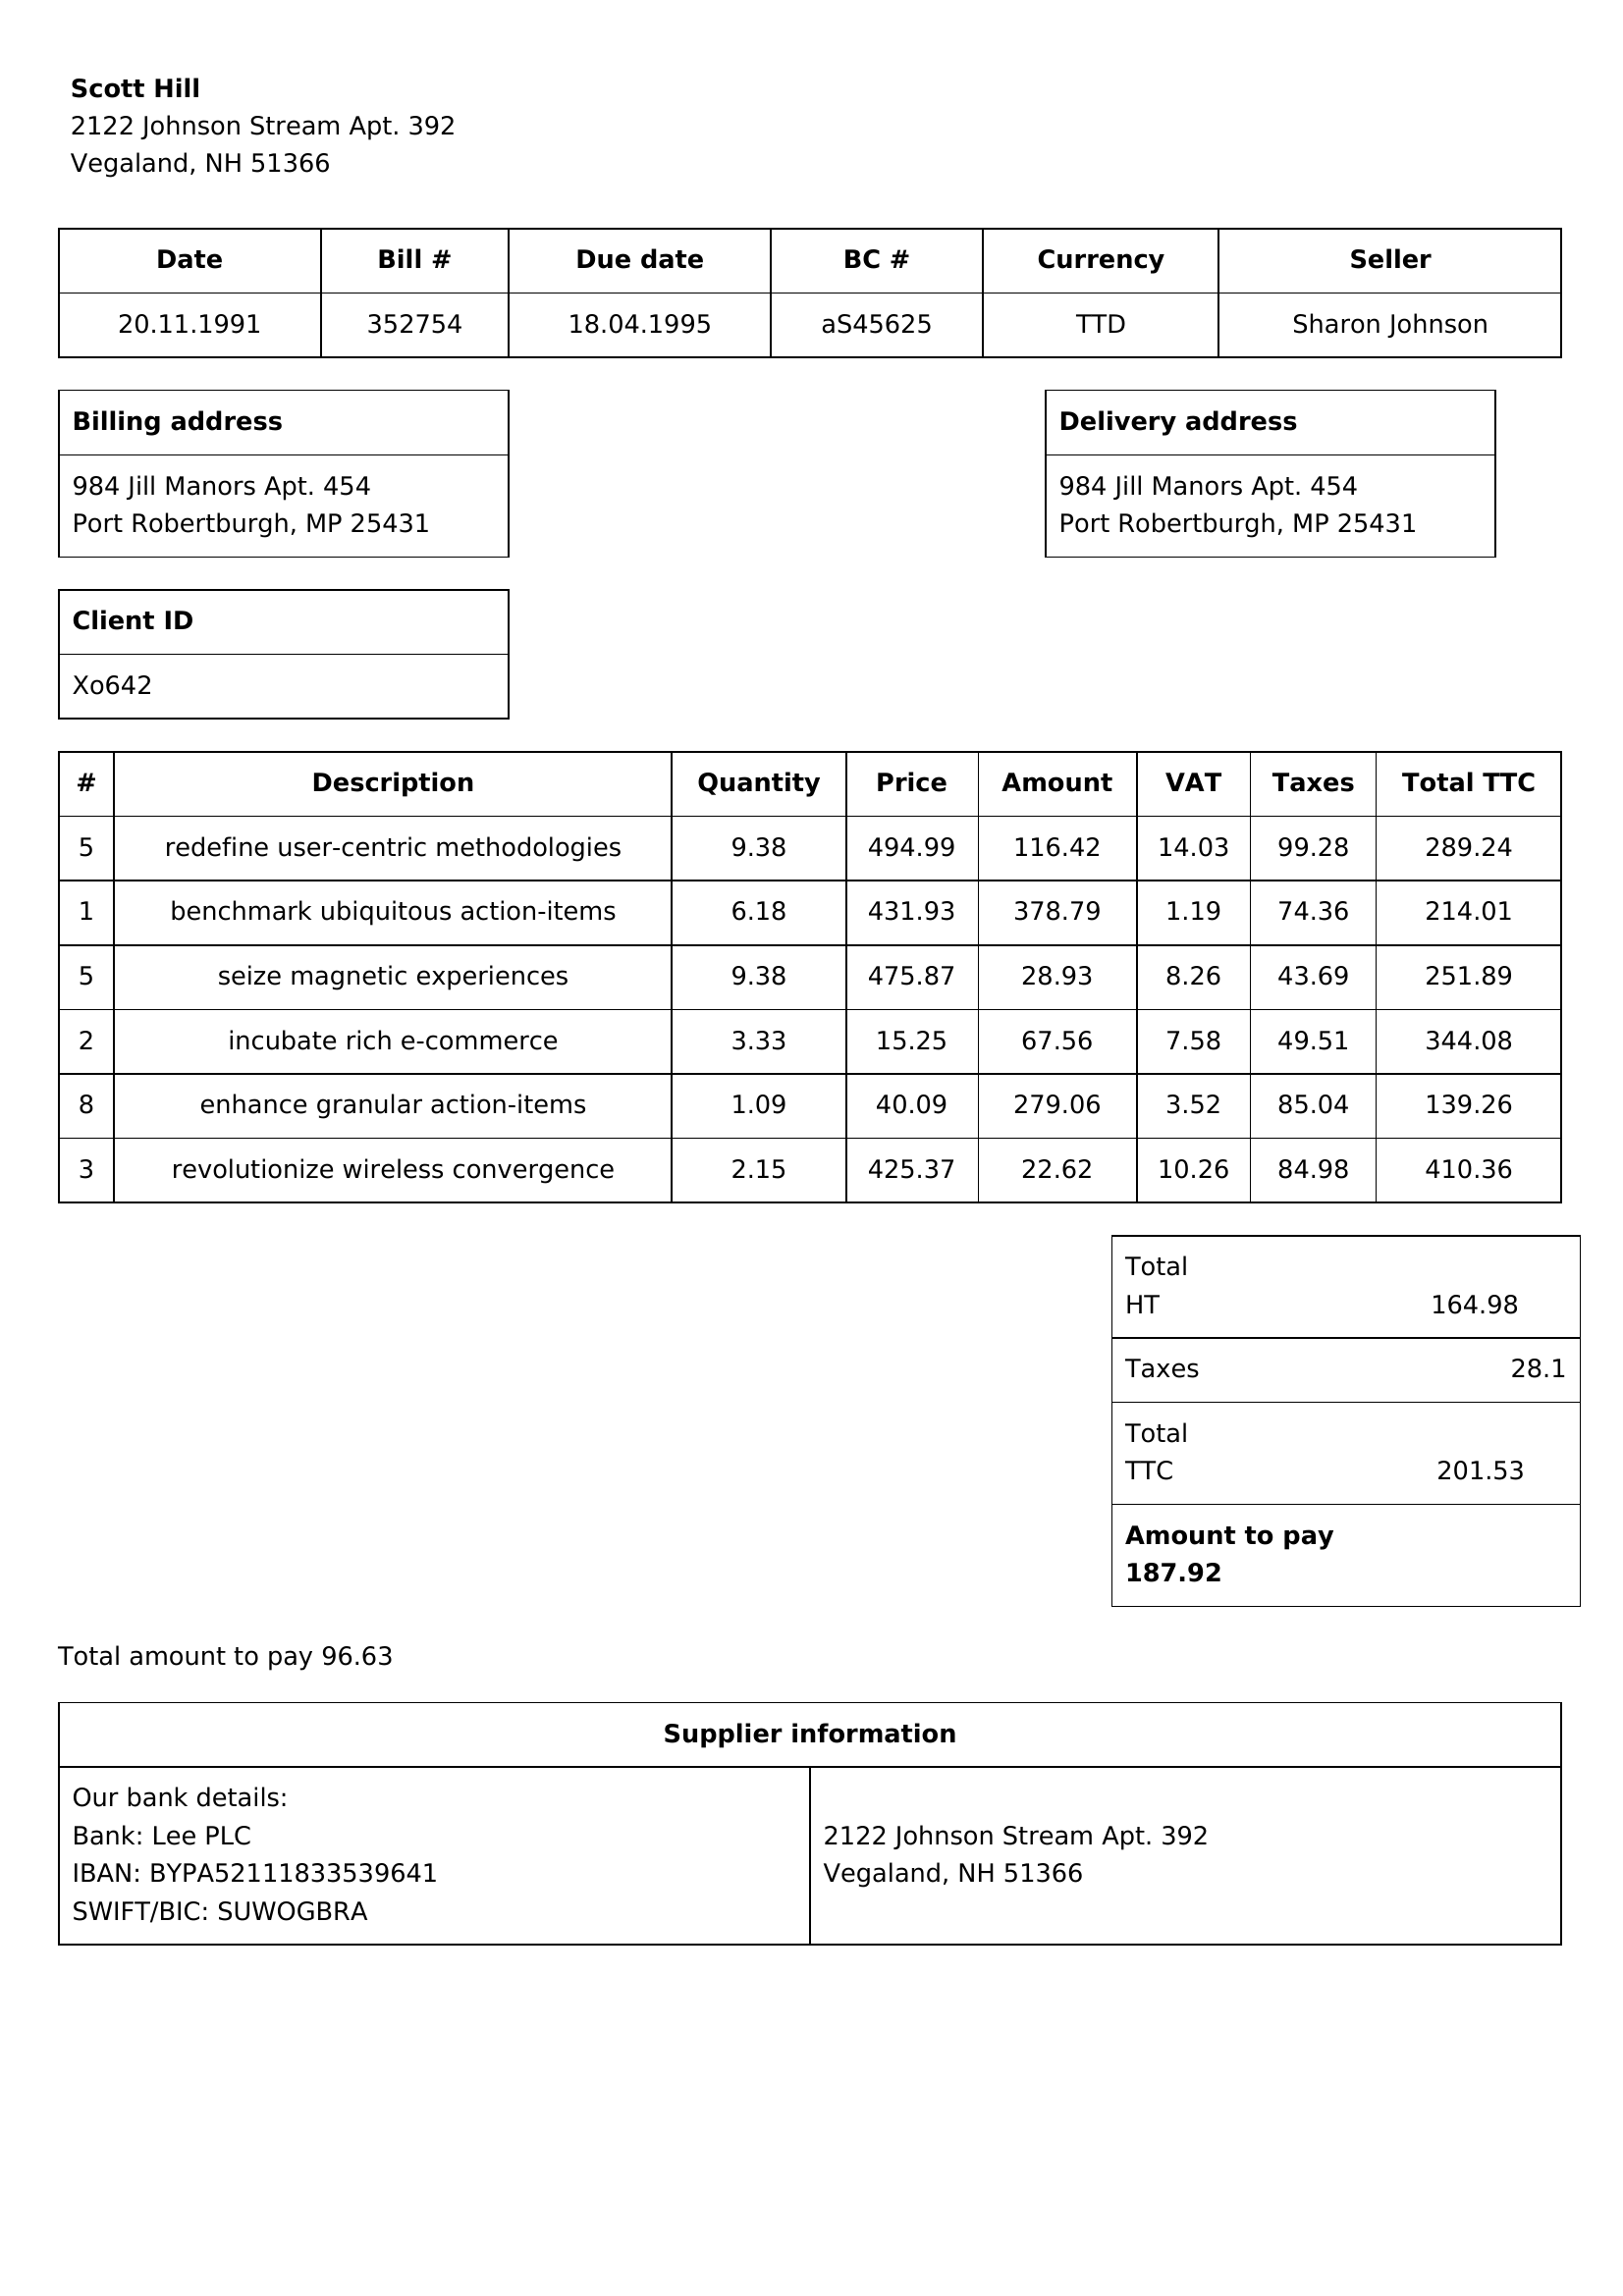 Scott Hill
2122 Johnson Stream Apt. 392
Vegaland, NH 51366
Date Bill # Due date BC # Currency Seller
20.11.1991 352754 18.04.1995 aS45625 TTD Sharon Johnson
Billing address
984 Jill Manors Apt. 454
Port Robertburgh, MP 25431
Delivery address
984 Jill Manors Apt. 454
Port Robertburgh, MP 25431
Client ID
Xo642
# Description Quantity Price Amount VAT Taxes Total TTC
5 redefine user-centric methodologies 9.38 494.99 116.42 14.03 99.28 289.24
1 benchmark ubiquitous action-items 6.18 431.93 378.79 1.19 74.36 214.01
5 seize magnetic experiences 9.38 475.87 28.93 8.26 43.69 251.89
2 incubate rich e-commerce 3.33 15.25 67.56 7.58 49.51 344.08
8 enhance granular action-items 1.09 40.09 279.06 3.52 85.04 139.26
3 revolutionize wireless convergence 2.15 425.37 22.62 10.26 84.98 410.36
Total
HT 164.98
Taxes 28.1
Total
TTC 201.53
Amount to pay
187.92
Total amount to pay 96.63
Supplier information
Our bank details:
Bank: Lee PLC
IBAN: BYPA52111833539641
SWIFT/BIC: SUWOGBRA
2122 Johnson Stream Apt. 392
Vegaland, NH 51366